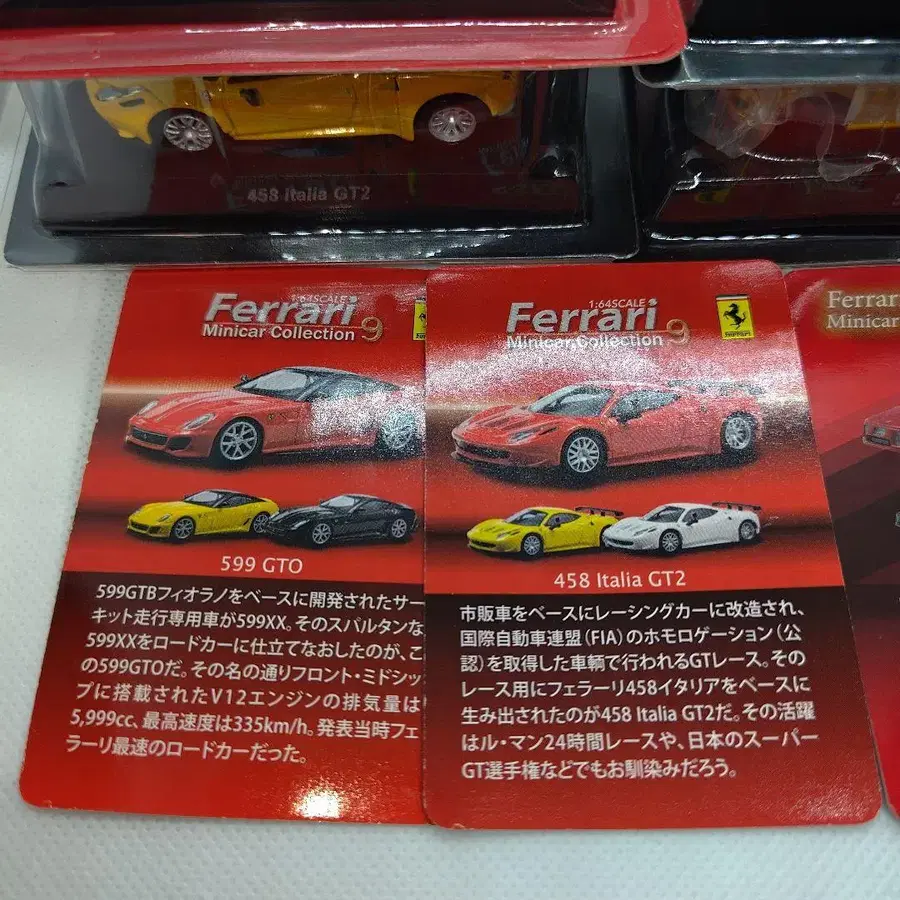 458 Italia GT2
1:64SCALE
Ferrari
Minicar Collection 9
599 GTO
599GTBフィオラノをベースに開発されたサー
キット走行専用車が599XX。そのスパルタンな
599XXをロードカーに仕立てなおしたのが、こ
の599GTOだ。その名の通りフロント・ミドシッ
プに搭載されたV12エンジンの排気量は
5,999cc、最高速度は335km/h。発表当時フェ
ラーリ最速のロードカーだった。
1:64SCALE
Ferrari
Minicar Collection 9
Ferrari
458 Italia GT2
市販車をベースにレーシングカーに改造され、
国際自動車連盟(FIA)のホモロゲーション(公
認)を取得した車輌で行われるGTレース。その
レース用にフェラーリ458イタリアをベースに
生み出されたのが458 Italia GT2だ。その活躍
はル・マン24時間レースや、日本のスーパー
GT選手権などでもお馴染みだろう。
Ferrari
Minicar